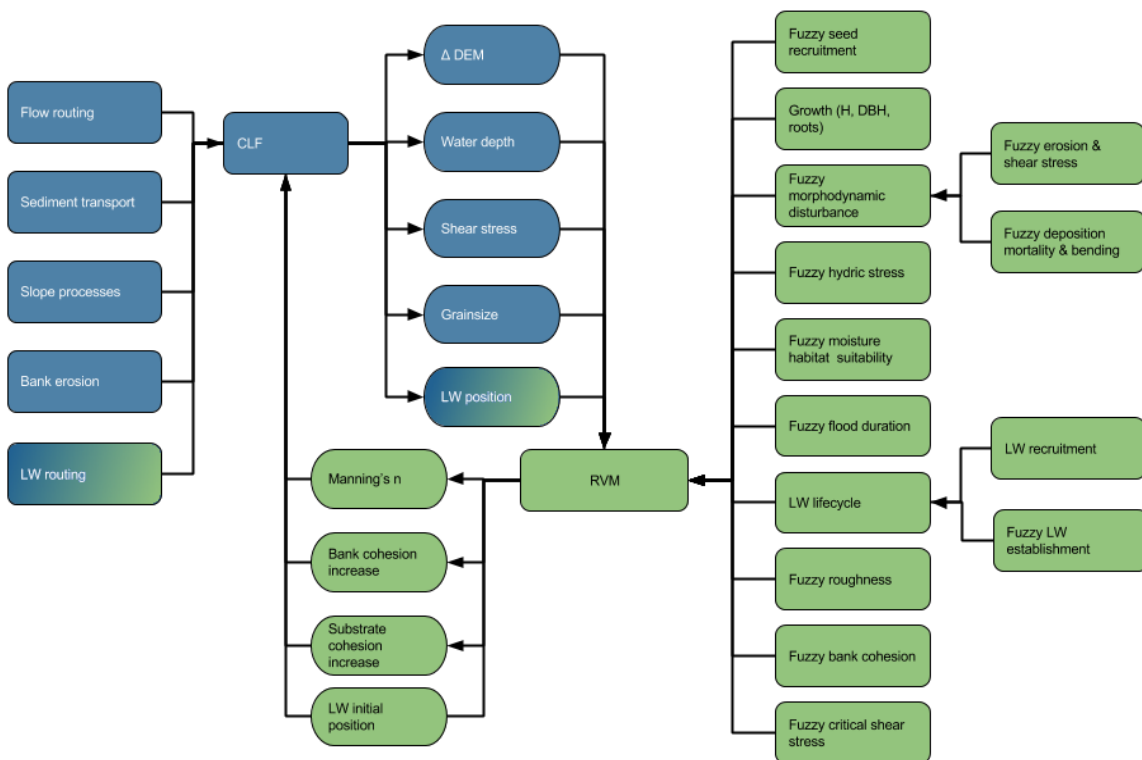 Flow routing
Sediment transport
Slope processes
Bank erosion
LW routing
CLF
Δ DEM
Water depth
Shear stress
Grainsize
LW position
Manning's n
Bank cohesion
increase
Substrate
cohesion
increase
LW initial
position
RVM
Fuzzy seed
recruitment
Growth (H, DBH,
roots)
Fuzzy
morphodynamic
disturbance
Fuzzy hydric stress
Fuzzy moisture
habitat suitability
Fuzzy flood duration
LW lifecycle
Fuzzy roughness
Fuzzy bank cohesion
Fuzzy critical shear
stress
Fuzzy erosion &
shear stress
Fuzzy deposition
mortality & bending
LW recruitment
Fuzzy LW
establishment